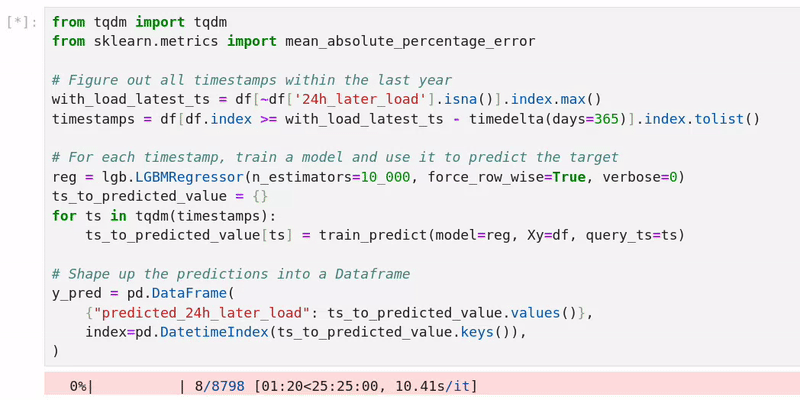 [*]:
from tqdm import tqdm
from sklearn.metrics import mean_absolute_percentage_error
# Figure out all timestamps within the last year
with_load_latest_ts = df[~df['24h_later_load'].isna()].index.max()
timestamps = df[df.index >= with_load_latest_ts - timedelta(days=365)].index.tolist()
# For each timestamp, train a model and use it to predict the target
reg = lgb.LGBMRegressor(n_estimators=10_000, force_row_wise=True, verbose=0)
ts_to_predicted_value = {}
for ts in tqdm(timestamps):
    ts_to_predicted_value[ts] = train_predict(model=reg, Xy=df, query_ts=ts)
# Shape up the predictions into a Dataframe
y_pred = pd.DataFrame(
    {"predicted_24h_later_load": ts_to_predicted_value.values()},
    index=pd.DatetimeIndex(ts_to_predicted_value.keys()),
)
0%|          | 8/8798 [01:20<25:25:00, 10.41s/it]